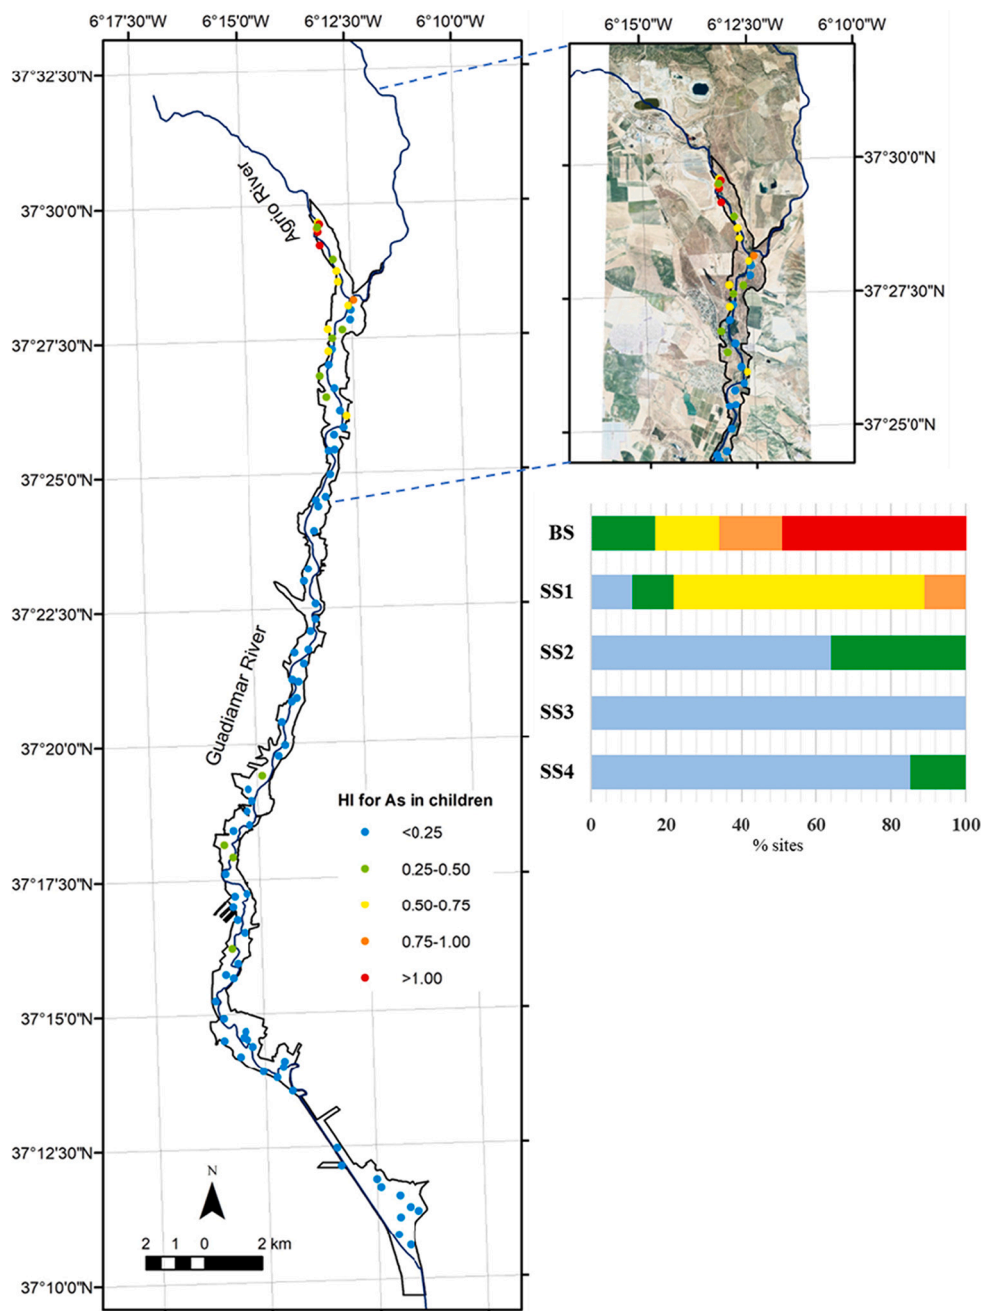 6°17'30"W 6°15'0"W 6°12'30"W 6°10'0"W
6°15'0"W 6°12'30"W 6°10'0"W
37°32'30"N
37°30'0"N
37°27'30"N
37°25'0"N
37°22'30"N
37°20'0"N
37°17'30"N
37°15'0"N
37°12'30"N
37°10'0"N
Agrio River
Guadiamar River
HI for As in children
<0.25
0.25-0.50
0.50-0.75
0.75-1.00
>1.00
N
2 1 0 2 km
37°30'0"N
37°27'30"N
37°25'0"N
BS
SS1
SS2
SS3
SS4
0 20 40 60 80 100
% sites